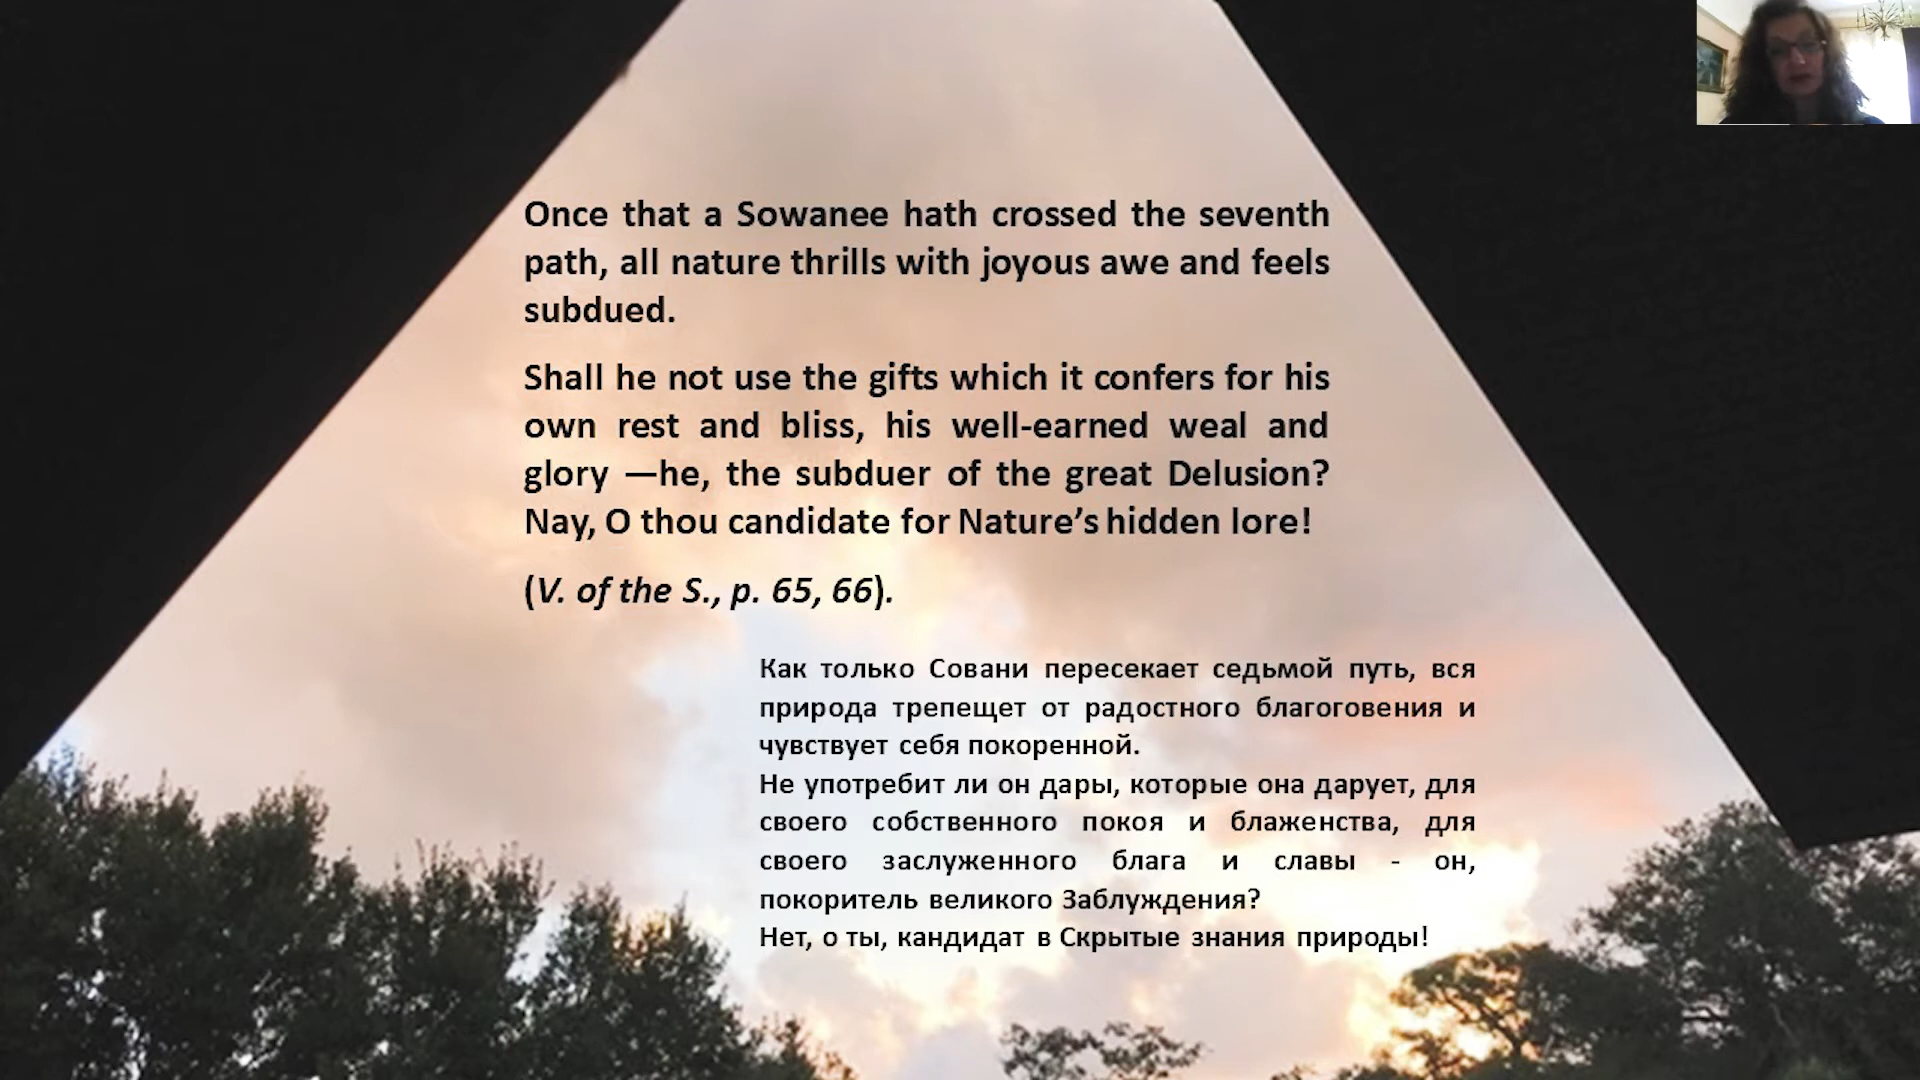 Once that a Sowanee hath crossed the seventh
path, all nature thrills with joyous awe and feels
subdued.
Shall he not use the gifts which it confers for his
own rest and bliss, his well-earned weal and
glory —he, the subduer of the great Delusion?
Nay, O thou candidate for Nature’s hidden lore!
(V. of the S., p. 65, 66).
Как только Совани пересекает седьмой путь, вся
природа трепещет от радостного благоговения и
чувствует себя покоренной.
Не употребит ли он дары, которые она дарует, для
своего собственного покоя и блаженства, для
своего заслуженного блага и славы - он,
покоритель великого Заблуждения?
Нет, о ты, кандидат в Скрытые знания природы!